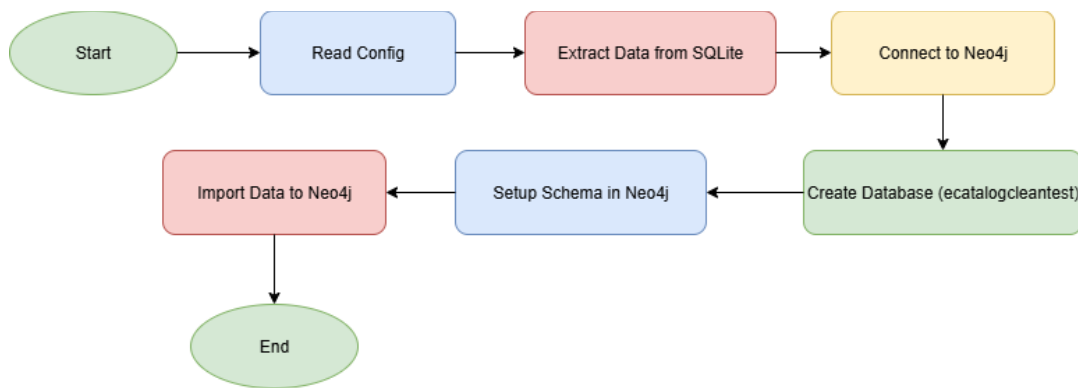 Start
Read Config
Extract Data from SQLite
Connect to Neo4j
Create Database (ecatalogcleantest)
Setup Schema in Neo4j
Import Data to Neo4j
End